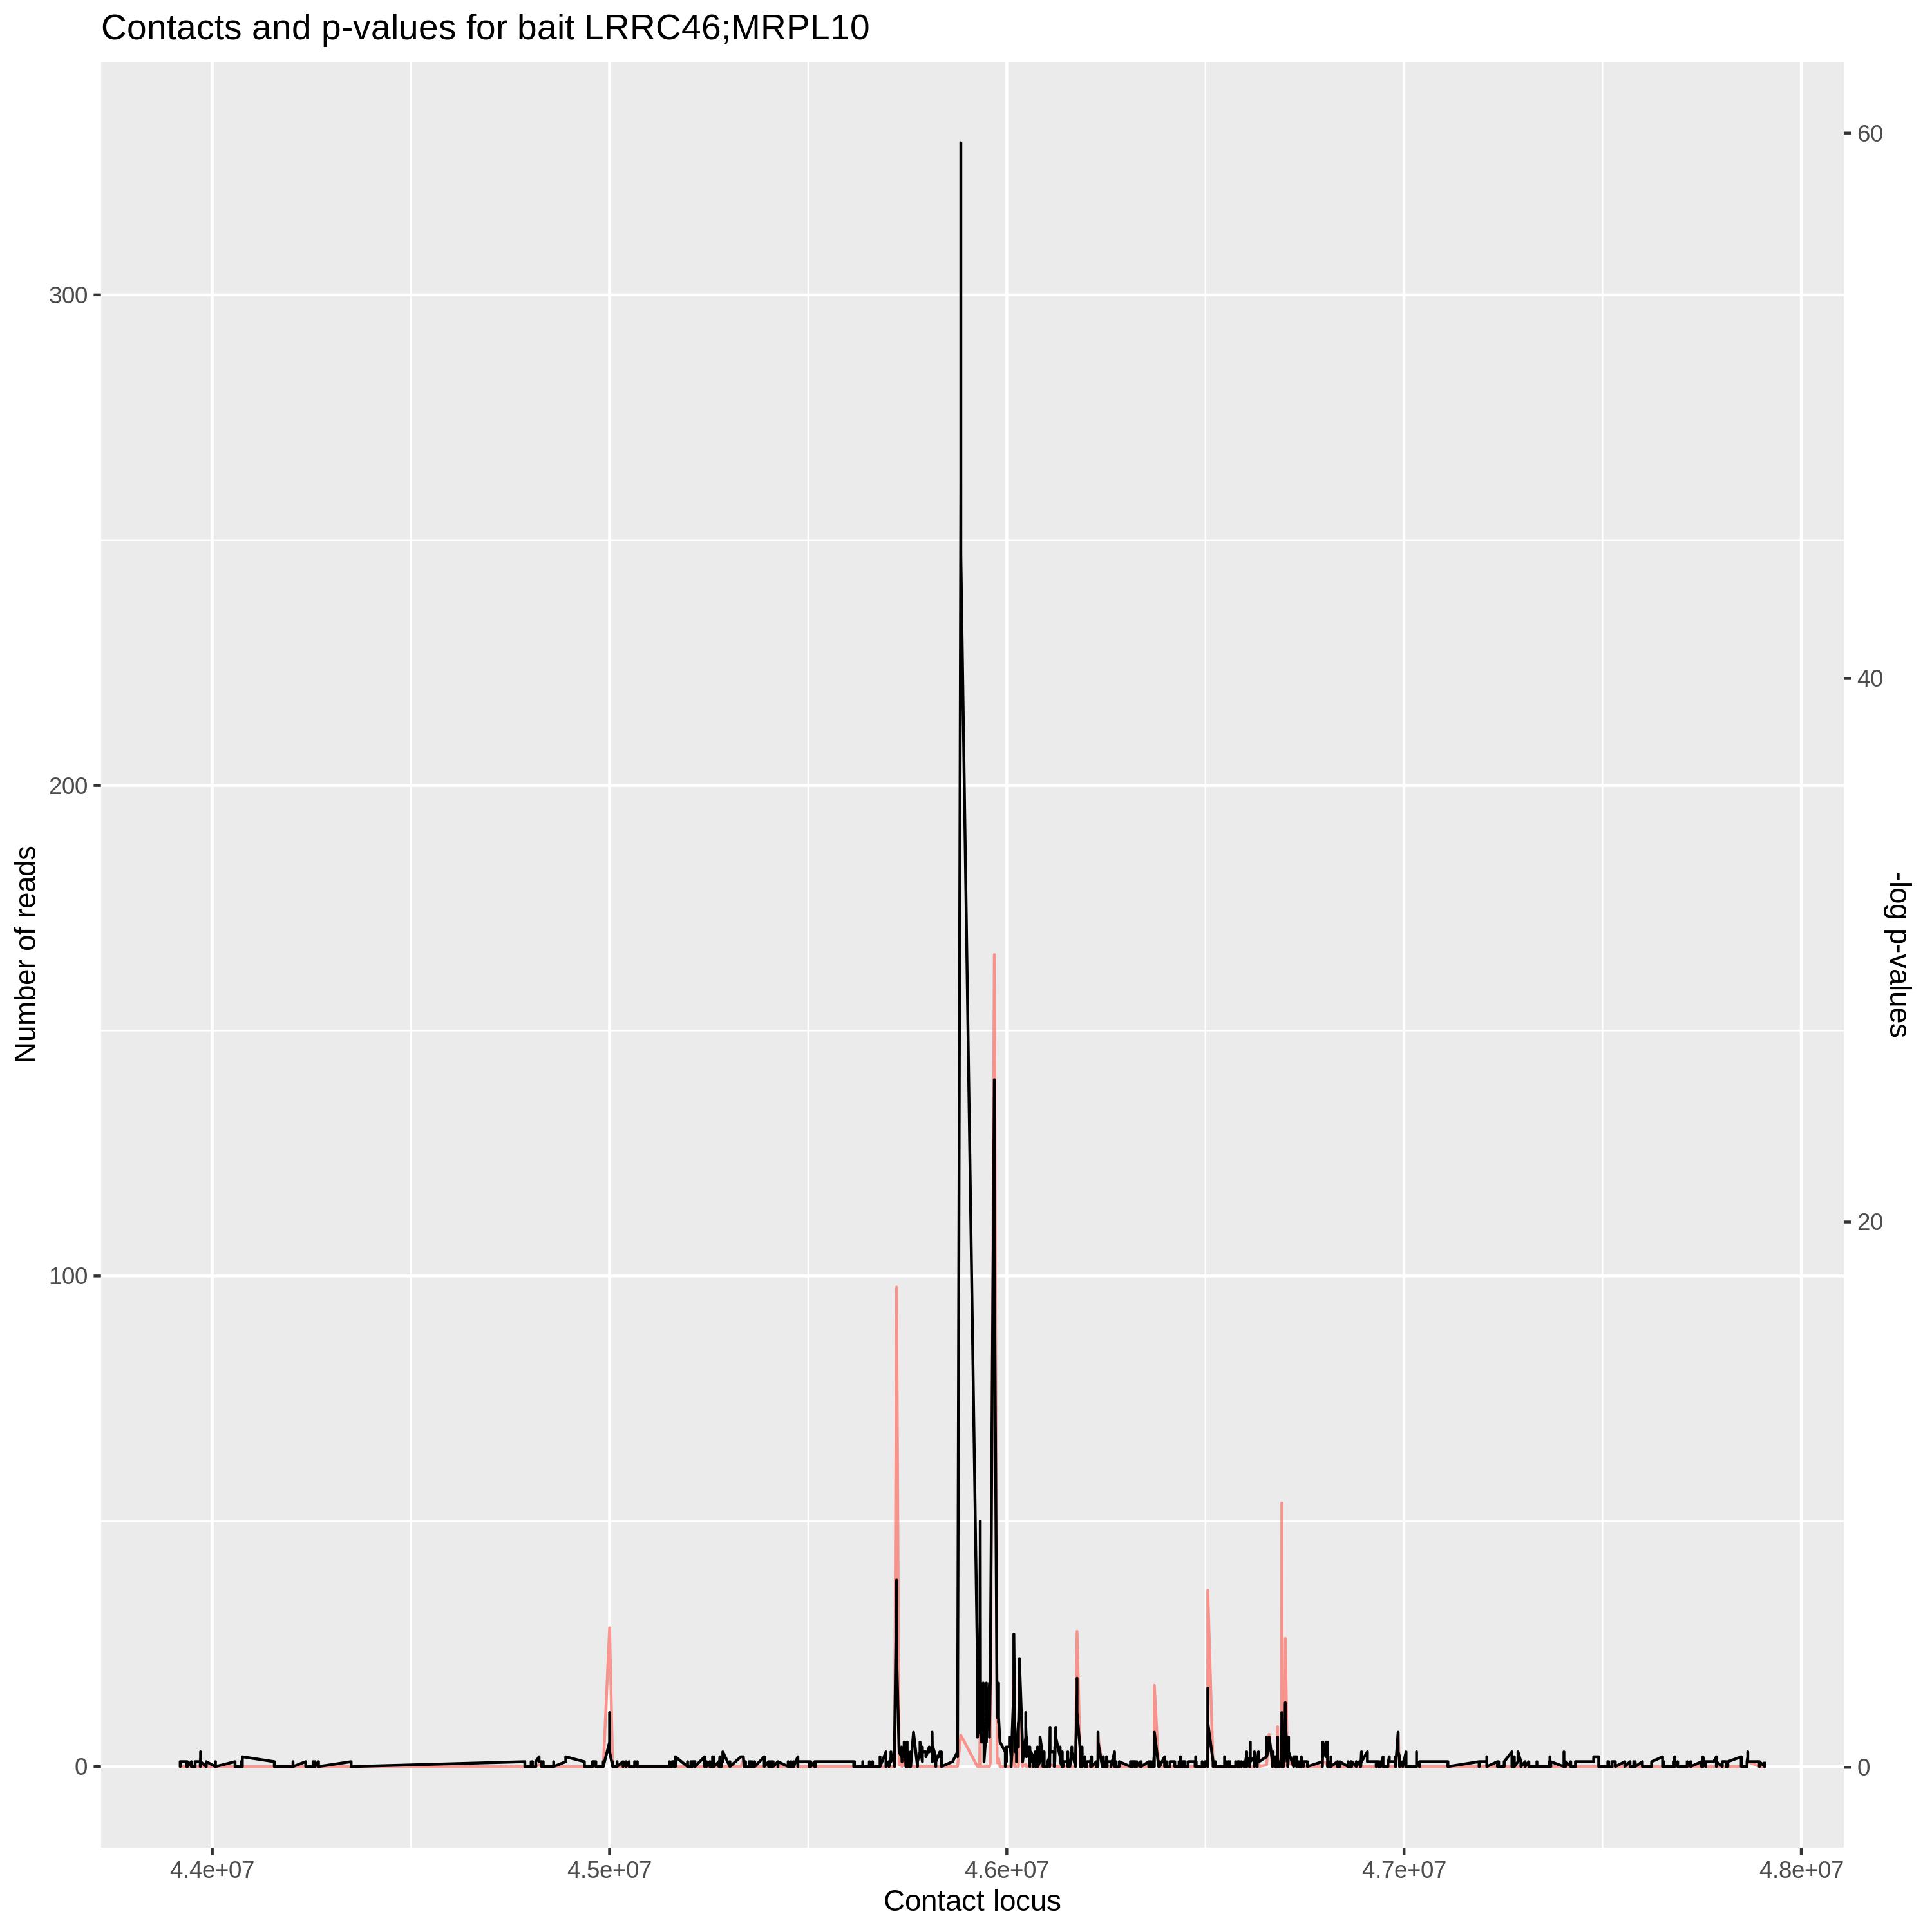 Contacts and p-values for bait LRRC46;MRPL10
Number of reads
300
200
100
0
60
40
20
0
-log p-values
4.4e+07 4.5e+07 4.6e+07 4.7e+07 4.8e+07
Contact locus